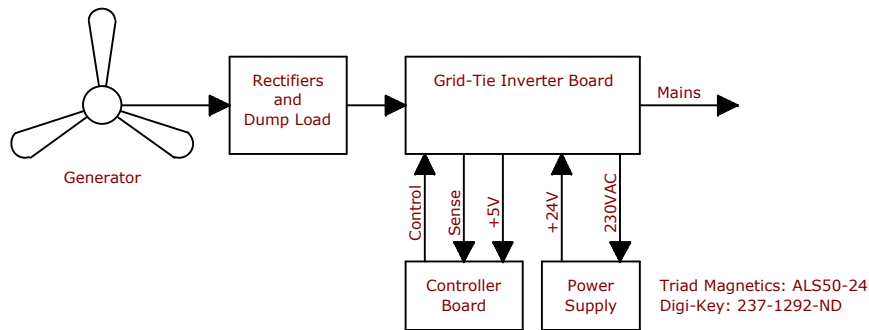 Rectifiers
and
Dump Load
Grid-Tie Inverter Board
Mains
Generator
Control
Sense
+5V
+24V
230VAC
Controller
Board
Power
Supply
Triad Magnetics: ALS50-24
Digi-Key: 237-1292-ND